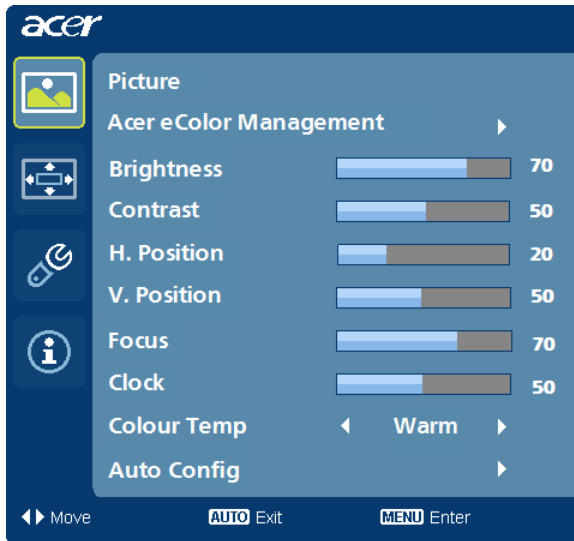 acer
Picture
Acer eColor Management
Brightness 70
Contrast 50
H. Position 20
V. Position 50
Focus 70
Clock 50
Colour Temp Warm
Auto Config
Move AUTO Exit MENU Enter